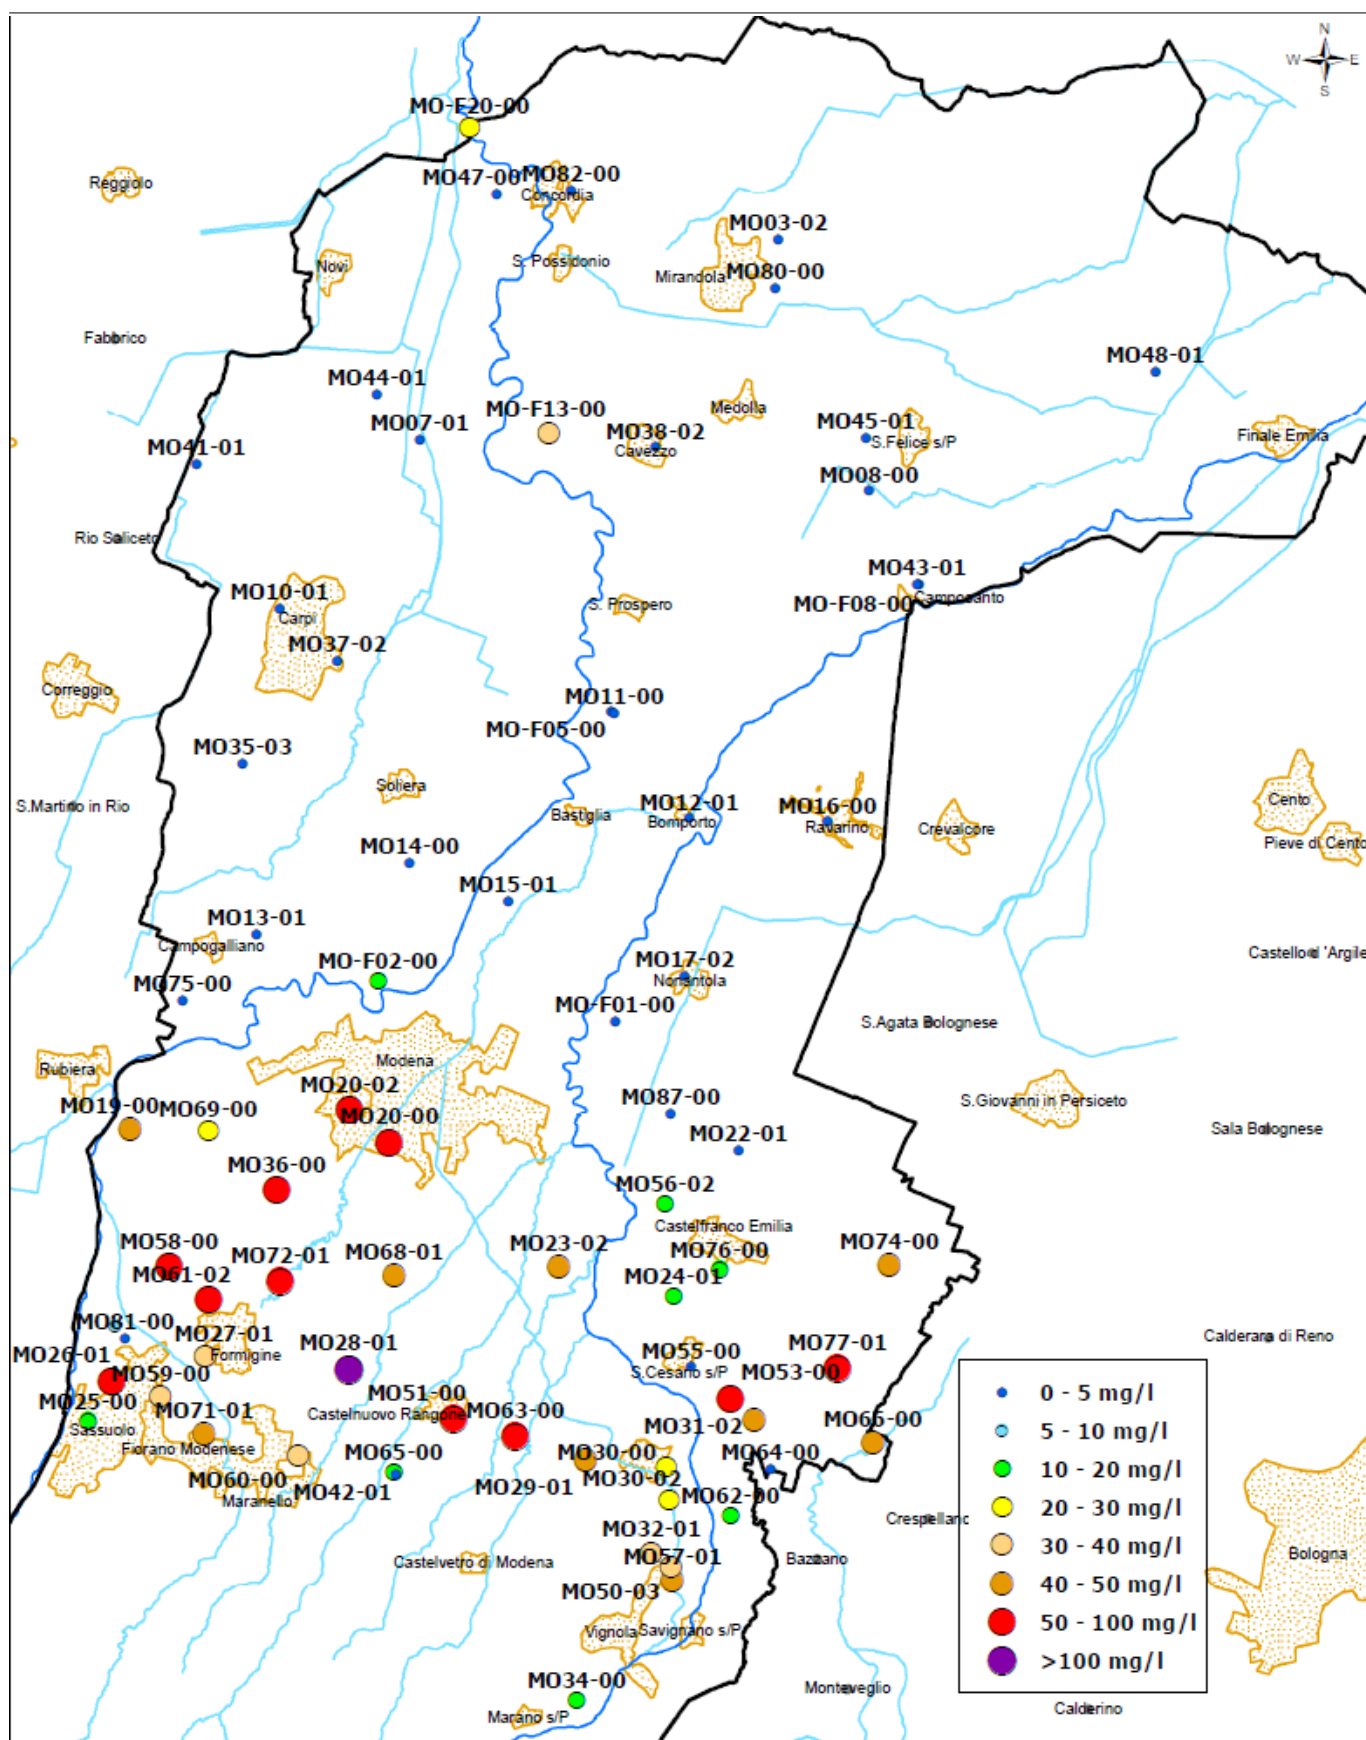 N
W E
S
MO-F20-00
Reggiolo
MO47-00
MO82-00
Concordia
MO03-02
Novi
S. Possidonio
Mirandola
MO80-00
Fabbrico
MO48-01
MO44-01
MO-F13-00
Medolla
MO07-01
MO38-02
Cavezzo
MO45-01
S.Felice s/P
Finale Emilia
MO41-01
MO08-00
Rio Saliceto
MO43-01
Camposanto
MO-F08-00
MO10-01
Carpi
S. Prospero
MO37-02
Correggio
MO11-00
MO-F05-00
MO35-03
Soliera
S.Martino in Rio
Bastiglia
MO12-01
Bomporto
MO16-00
Ravarino
Crevalcore
Cento
Pieve di Cento
MO14-00
MO15-01
MO13-01
Campogalliano
Castello d 'Argile
MO-F02-00
MO17-02
Nonantola
MO75-00
MO-F01-00
S.Agata Bolognese
Modena
Rubiera
MO20-02
MO19-00
MO69-00
MO20-00
MO87-00
S.Giovanni in Persiceto
Sala Bolognese
MO22-01
MO36-00
MO56-02
Castelfranco Emilia
MO58-00
MO72-01
MO68-01
MO23-02
MO76-00
MO74-00
MO61-02
MO24-01
MO81-00
MO27-01
Formigine
MO28-01
MO77-01
Calderara di Reno
MO26-01
MO59-00
MO55-00
S.Cesario s/P
MO53-00
MO25-00
Sassuolo
MO71-01
MO51-00
Castelnuovo Rangone
MO63-00
MO31-02
MO66-00
Fiorano Modenese
MO65-00
MO30-00
MO64-00
MO60-00
Maranello
MO42-01
MO29-01
MO30-02
MO62-00
Crespellano
MO32-01
MO57-01
Castelvetro di Modena
Bazzano
MO50-03
Bologna
Vignola
Savignano s/P
MO34-00
Marano s/P
Monteveglio
Calderino
0 - 5 mg/l
5 - 10 mg/l
10 - 20 mg/l
20 - 30 mg/l
30 - 40 mg/l
40 - 50 mg/l
50 - 100 mg/l
>100 mg/l